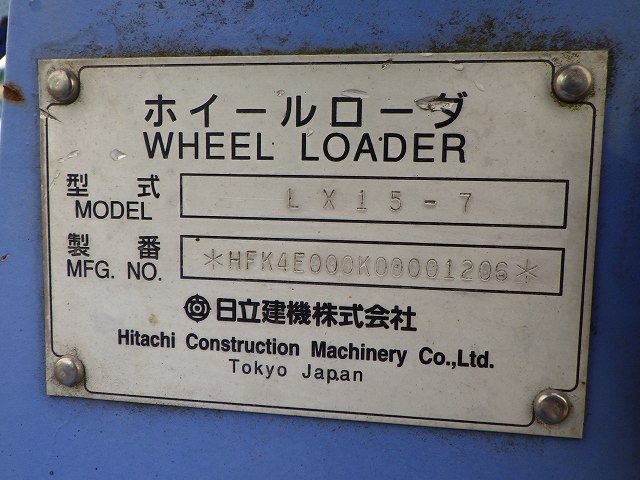 ホイールローダ
WHEEL LOADER
型式 LX15-7
MODEL
製番 *HFK4E000K00001206*
MFG. NO.
日立建機株式会社
Hitachi Construction Machinery Co.,Ltd.
Tokyo Japan